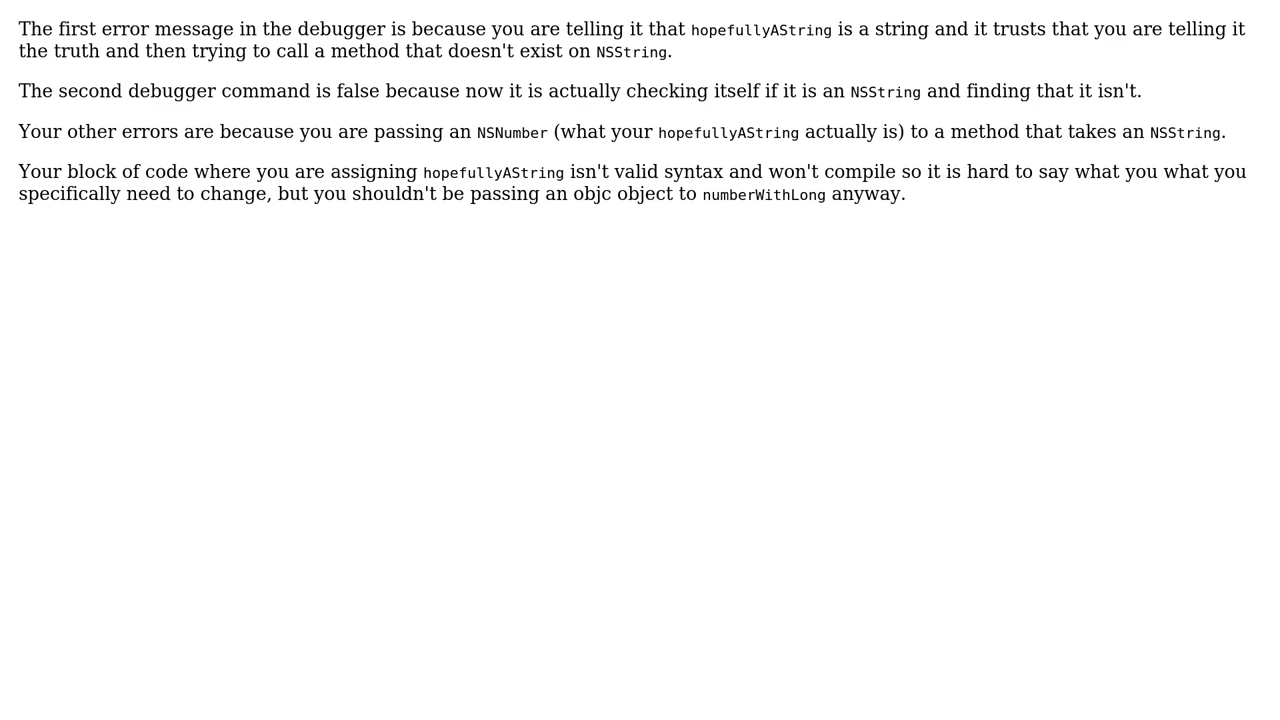 The first error message in the debugger is because you are telling it that hopefullyAString is a string and it trusts that you are telling it
the truth and then trying to call a method that doesn't exist on NSString.
The second debugger command is false because now it is actually checking itself if it is an NSString and finding that it isn't.
Your other errors are because you are passing an NSNumber (what your hopefullyAString actually is) to a method that takes an NSString.
Your block of code where you are assigning hopefullyAString isn't valid syntax and won't compile so it is hard to say what you what you
specifically need to change, but you shouldn't be passing an objc object to numberWithLong anyway.